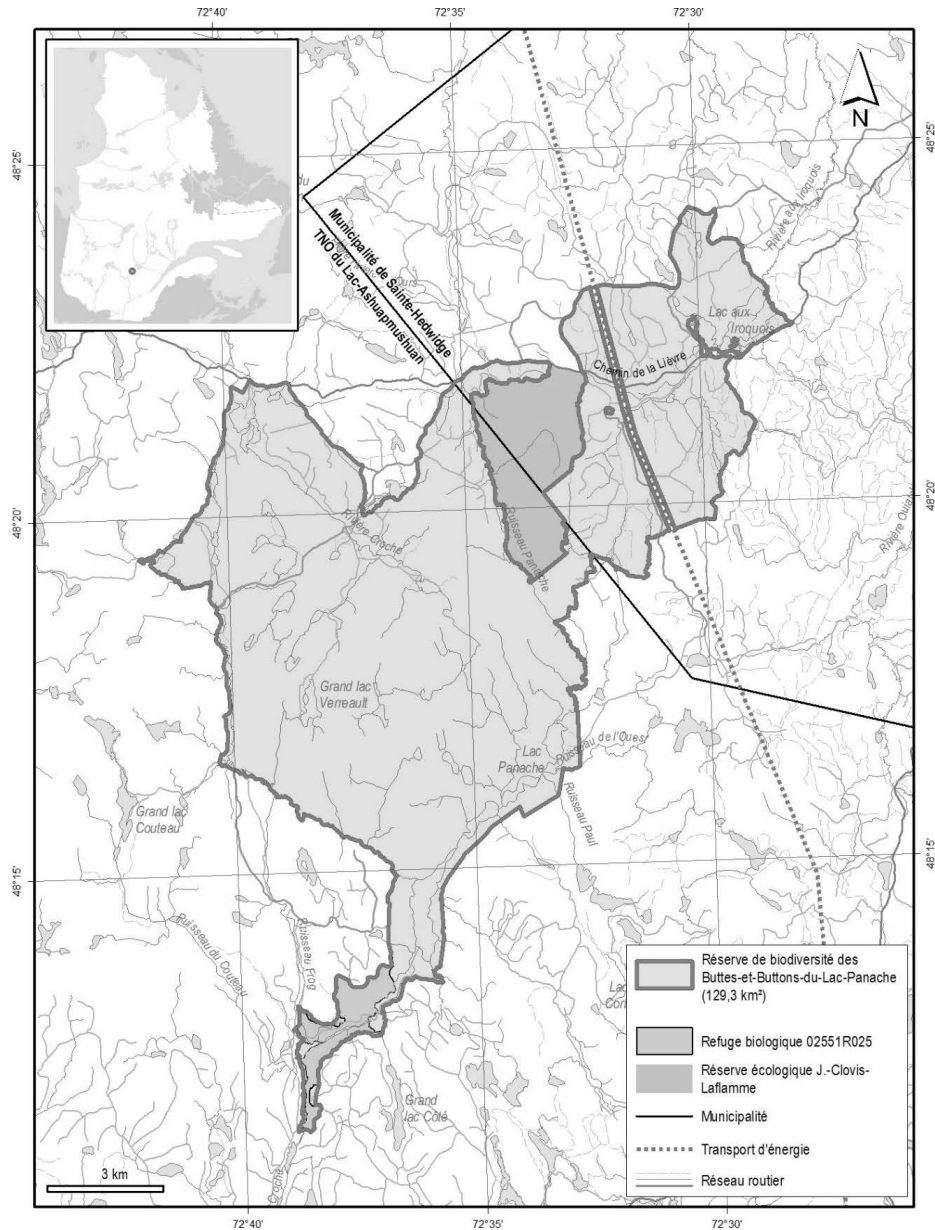 72°40'
72°35'
72°30'
N
48°25'
48°25'
Municipalité de Sainte-Hedwidge
TNO du Lac-Ashuapmushuan
Rivière aux Iroquois
Lac aux
Iroquois
Chemin de la Lièvre
48°20'
48°20'
Rivière Croche
Ruisseau Panache
Grand lac
Verreault
Lac
Panache
Ruisseau de l'Ouest
Ruisseau Paul
Grand lac
Couteau
48°15'
48°15'
Ruisseau du Couteau
Ruisseau Frog
Grand
lac Côté
Croche
Réserve de biodiversité des
Buttes-et-Buttons-du-Lac-Panache
(129,3 km²)
Refuge biologique 02551R025
Réserve écologique J.-Clovis-
Laflamme
Municipalité
Transport d'énergie
Réseau routier
3 km
72°40'
72°35'
72°30'